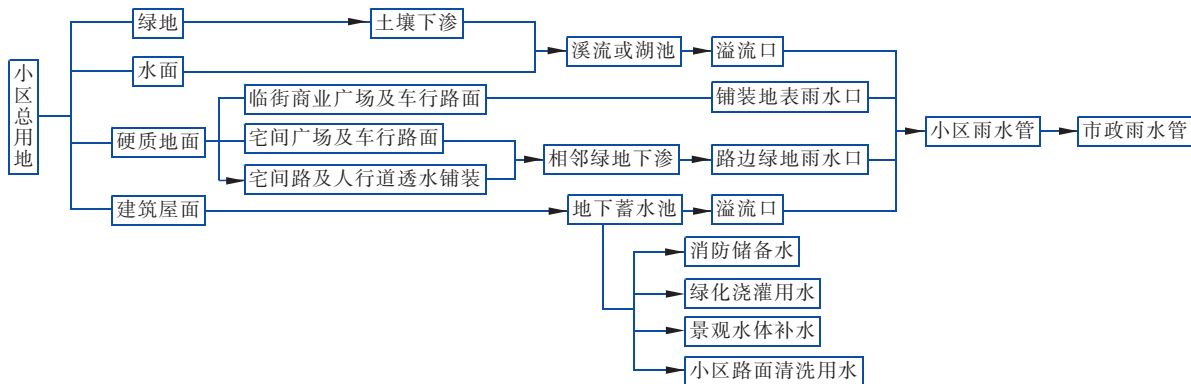 小区总用地
绿地
土壤下渗
水面
溪流或湖池
溢流口
硬质地面
临街商业广场及车行路面
铺装地表雨水口
宅间广场及车行路面
宅间路及人行道透水铺装
相邻绿地下渗
路边绿地雨水口
小区雨水管
市政雨水管
建筑屋面
地下蓄水池
溢流口
消防储备水
绿化浇灌用水
景观水体补水
小区路面清洗用水